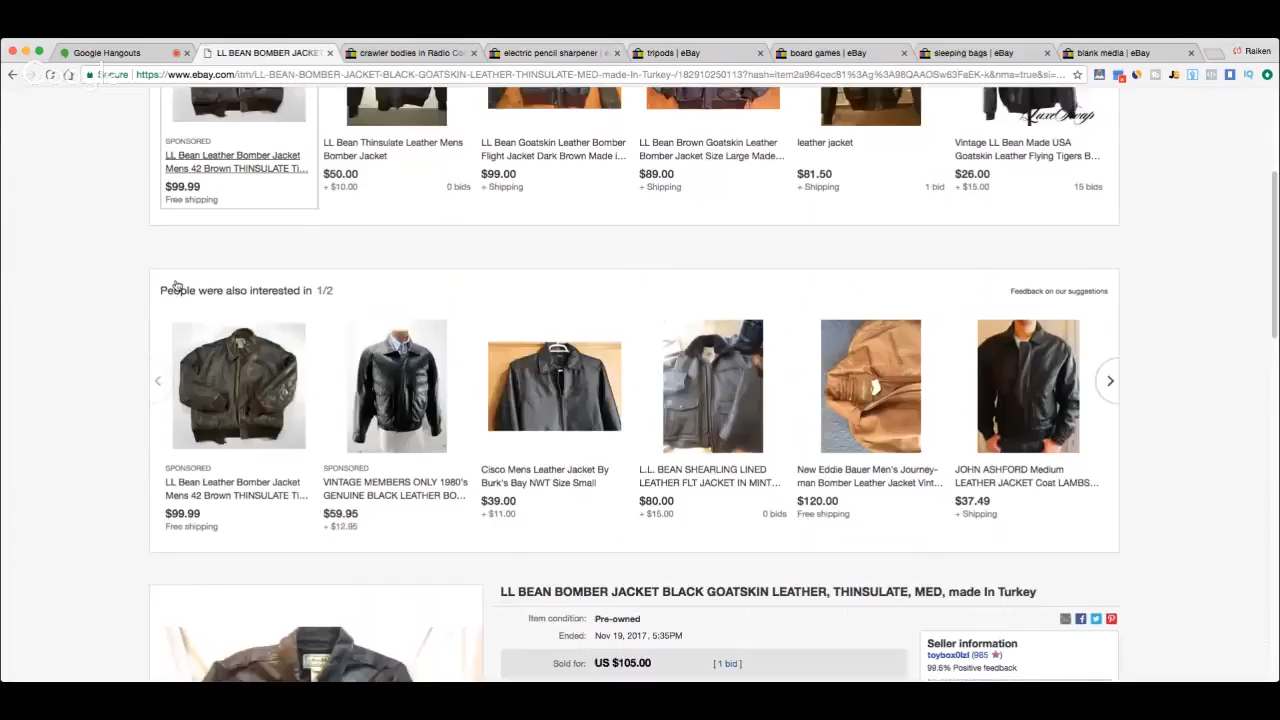 Google Hangouts
LL BEAN BOMBER JACKET
crawler bodies in Radio Co
electric pencil sharpener | e
tripods | eBay
board games | eBay
sleeping bags | eBay
blank media | eBay
Raiken
Secure
https://www.ebay.com/itm/LL-BEAN-BOMBER-JACKET-BLACK-GOATSKIN-LEATHER-THINSULATE-MED-made-In-Turkey-/182910250113?hash=item2a964cec81%3Ag%3A98QAAOSw63FaEK-k&nma=true&si=...
SPONSORED
LL Bean Leather Bomber Jacket
Mens 42 Brown THINSULATE Ti...
$99.99
Free shipping
LL Bean Thinsulate Leather Mens
Bomber Jacket
$50.00
+ $10.00 0 bids
LL Bean Goatskin Leather Bomber
Flight Jacket Dark Brown Made i...
$99.00
+ Shipping
LL Bean Brown Goatskin Leather
Bomber Jacket Size Large Made...
$89.00
+ Shipping
leather jacket
$81.50
+ Shipping 1 bid
LuxeSwap
Vintage LL Bean Made USA
Goatskin Leather Flying Tigers B...
$26.00
+ $15.00 15 bids
People were also interested in 1/2
Feedback on our suggestions
SPONSORED
LL Bean Leather Bomber Jacket
Mens 42 Brown THINSULATE Ti...
$99.99
Free shipping
SPONSORED
VINTAGE MEMBERS ONLY 1980's
GENUINE BLACK LEATHER BO...
$59.95
+ $12.95
Cisco Mens Leather Jacket By
Burk's Bay NWT Size Small
$39.00
+ $11.00
L.L. BEAN SHEARLING LINED
LEATHER FLT JACKET IN MINT...
$80.00
+ $15.00 0 bids
New Eddie Bauer Men's Journey-
man Bomber Leather Jacket Vint...
$120.00
Free shipping
JOHN ASHFORD Medium
LEATHER JACKET Coat LAMBS...
$37.49
+ Shipping
LL BEAN BOMBER JACKET BLACK GOATSKIN LEATHER, THINSULATE, MED, made In Turkey
Item condition: Pre-owned
Ended: Nov 19, 2017 , 5:35PM
Sold for: US $105.00 [ 1 bid ]
Seller information
toybox0lzl (985 )
99.6% Positive feedback